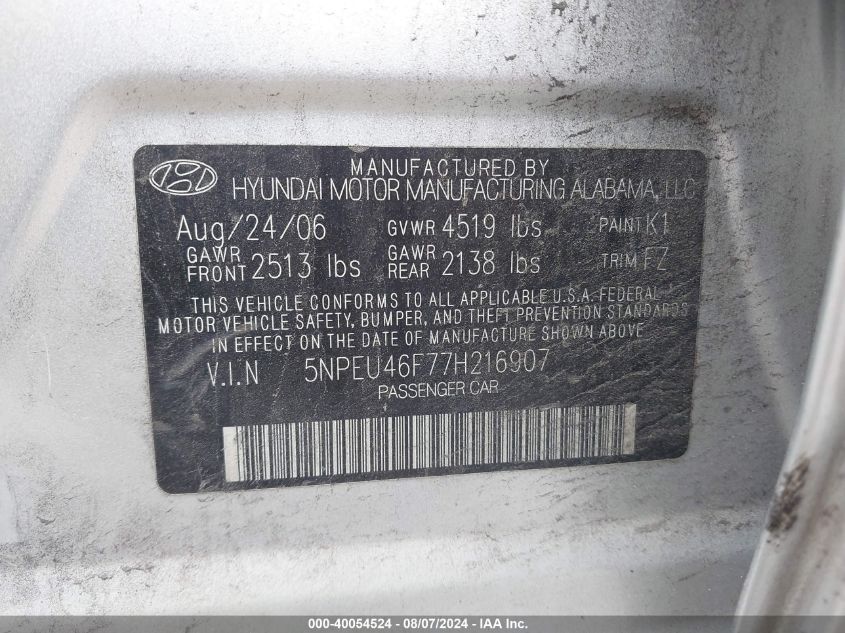 MANUFACTURED BY
HYUNDAI MOTOR MANUFACTURING ALABAMA, LLC
Aug/24/06 GVWR 4519 lbs PAINT K1
GAWR FRONT 2513 lbs GAWR REAR 2138 lbs TRIM FZ
THIS VEHICLE CONFORMS TO ALL APPLICABLE U.S.A. FEDERAL
MOTOR VEHICLE SAFETY, BUMPER, AND THEFT PREVENTION STANDARDS
IN EFFECT ON THE DATE OF MANUFACTURE SHOWN ABOVE.
V.I.N 5NPEU46F77H216907
PASSENGER CAR
000-40054524 - 08/07/2024 - IAA Inc.